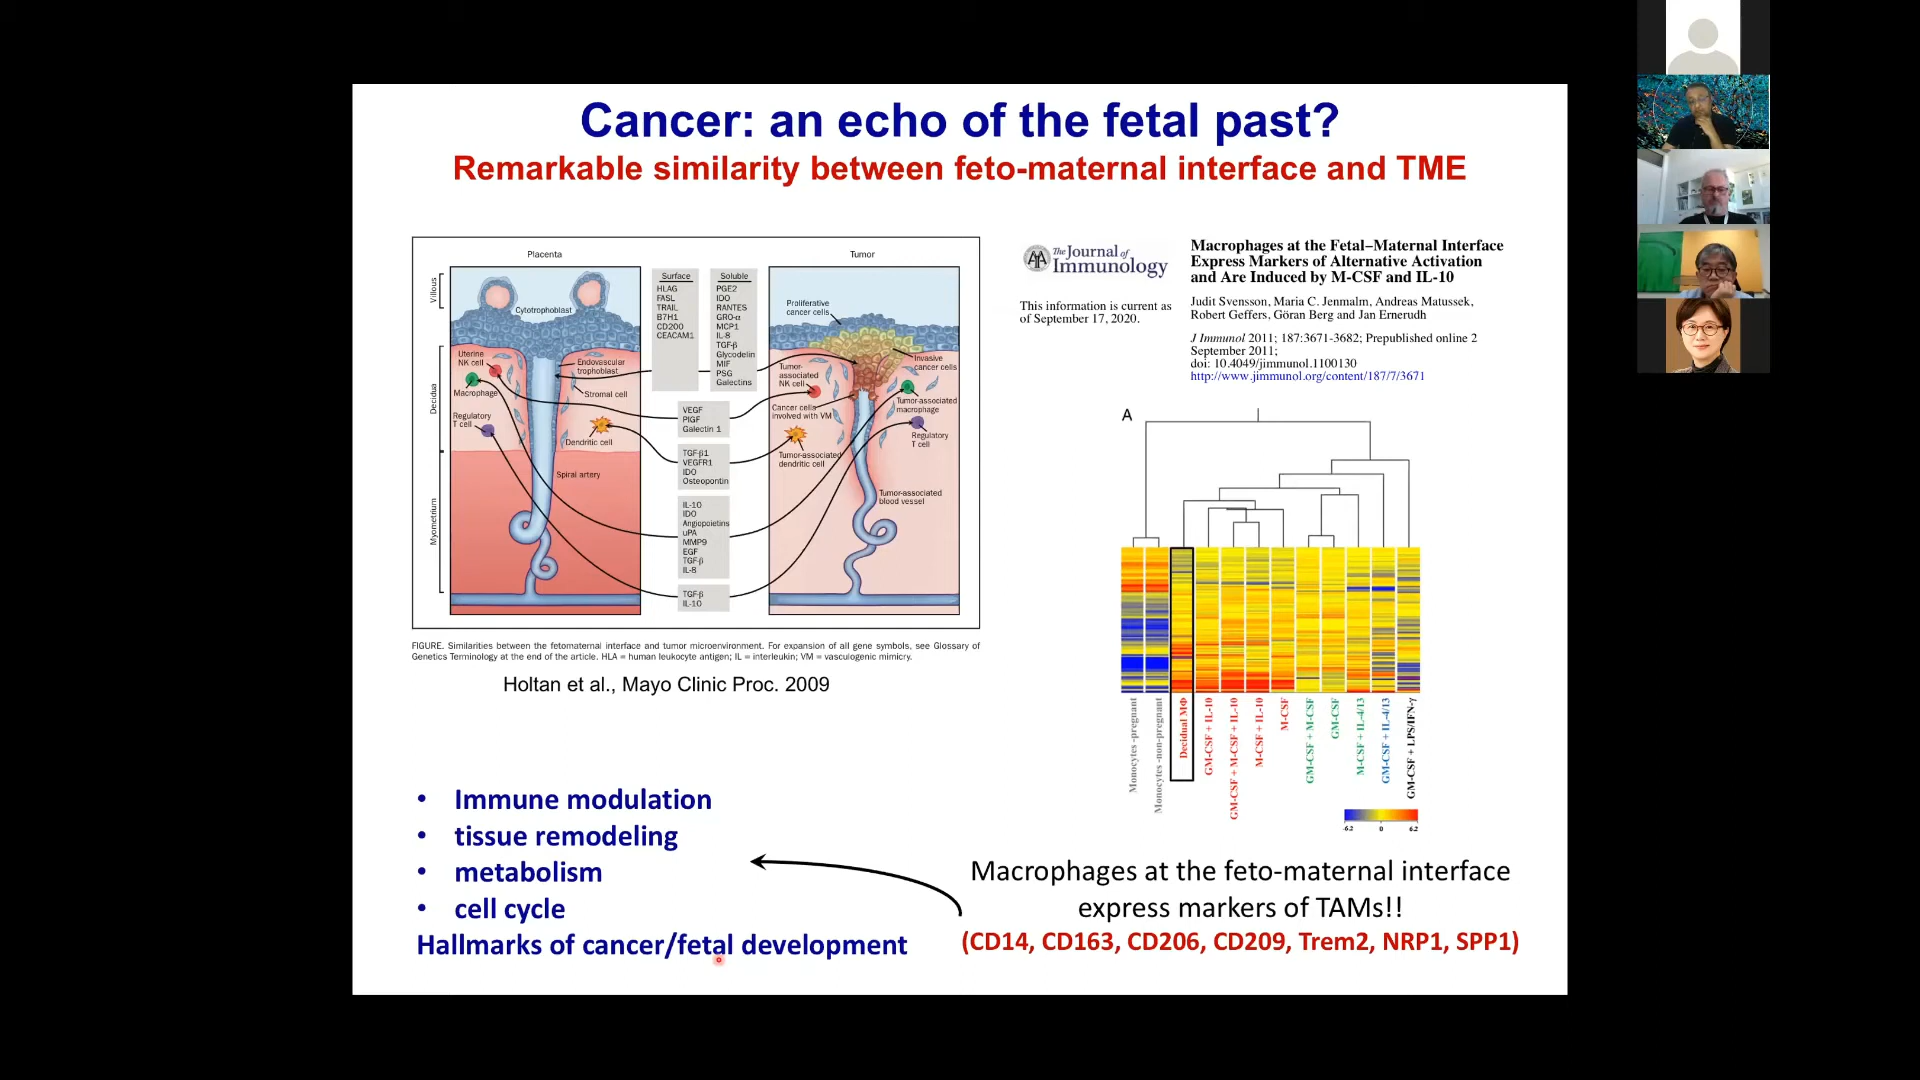 Cancer: an echo of the fetal past?
Remarkable similarity between feto-maternal interface and TME
Placenta
Tumor
Villous
Decidua
Myometrium
Cytotrophoblast
Uterine
NK cell
Macrophage
Regulatory
T cell
Endovascular
trophoblast
Stromal cell
Dendritic cell
Spiral artery
Surface
HLAG
FASL
TRAIL
B7H1
CD200
CEACAM1
Soluble
PGE2
IDO
RANTES
GRO-α
MCP1
IL-8
TGF-β
Glycodelin
MIF
PSG
Galectins
VEGF
PlGF
Galectin 1
TGF-β1
VEGFR1
IDO
Osteopontin
IL-10
IDO
Angiopoietins
uPA
MMP9
EGF
TGF-β
IL-8
TGF-β
IL-10
Proliferative
cancer cells
Invasive
cancer cells
Tumor-
associated
NK cell
Cancer cells
involved with VM
Tumor-associated
macrophage
Regulatory
T cell
Tumor-associated
dendritic cell
Tumor-associated
blood vessel
FIGURE. Similarities between the fetomaternal interface and tumor microenvironment. For expansion of all gene symbols, see Glossary of
Genetics Terminology at the end of the article. HLA = human leukocyte antigen; IL = interleukin; VM = vasculogenic mimicry.
Holtan et al., Mayo Clinic Proc. 2009
The Journal of
Immunology
This information is current as
of September 17, 2020.
Macrophages at the Fetal–Maternal Interface
Express Markers of Alternative Activation
and Are Induced by M-CSF and IL-10
Judit Svensson, Maria C. Jenmalm, Andreas Matussek,
Robert Geffers, Göran Berg and Jan Ernerudh
J Immunol 2011; 187:3671-3682; Prepublished online 2
September 2011;
doi: 10.4049/jimmunol.1100130
http://www.jimmunol.org/content/187/7/3671
A
Monocytes -pregnant
Monocytes -non-pregnant
Decidual MΦ
GM-CSF + IL-10
GM-CSF + M-CSF + IL-10
M-CSF + IL-10
M-CSF
GM-CSF + M-CSF
GM-CSF
M-CSF + IL-4/13
GM-CSF + IL-4/13
GM-CSF + LPS/IFN-γ
-6.2 0 6.2
• Immune modulation
• tissue remodeling
• metabolism
• cell cycle
Hallmarks of cancer/fetal development
Macrophages at the feto-maternal interface
express markers of TAMs!!
(CD14, CD163, CD206, CD209, Trem2, NRP1, SPP1)